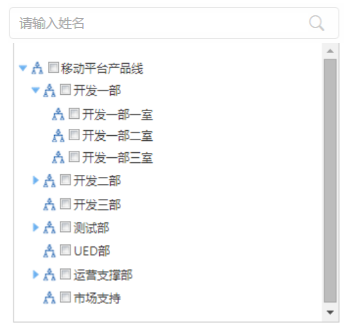 请输入姓名
移动平台产品线
开发一部
开发一部一室
开发一部二室
开发一部三室
开发二部
开发三部
测试部
UED部
运营支撑部
市场支持